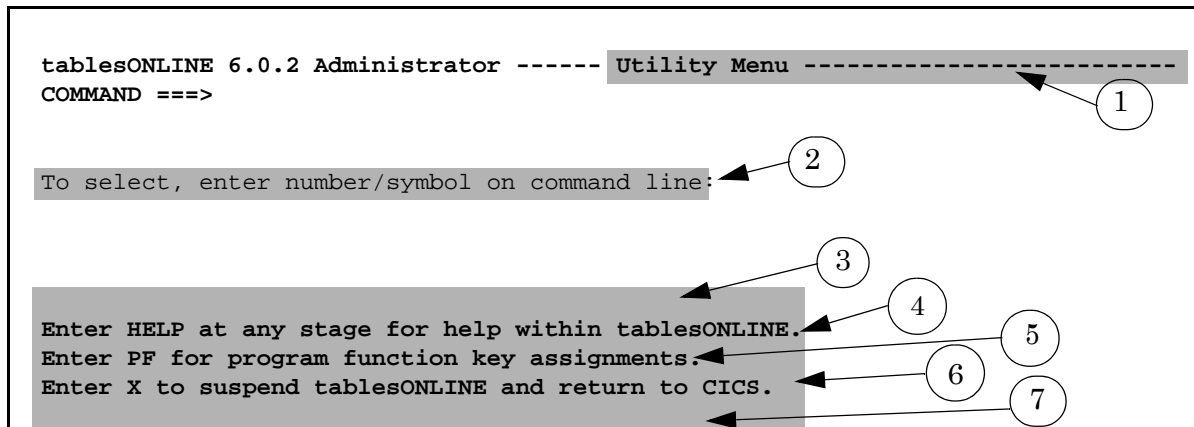 tablesONLINE 6.0.2 Administrator ------ Utility Menu --------------------------
COMMAND ===>
1
2
To select, enter number/symbol on command line:
3
4
Enter HELP at any stage for help within tablesONLINE.
5
Enter PF for program function key assignments.
6
Enter X to suspend tablesONLINE and return to CICS.
7